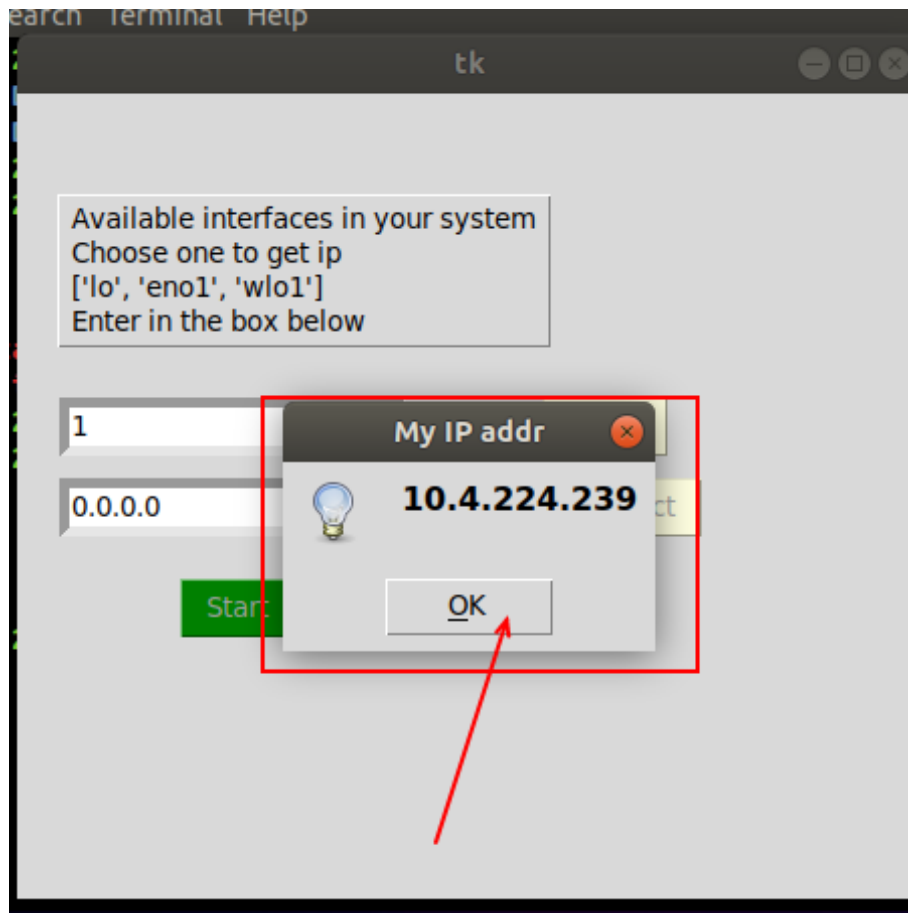 earch Terminal Help
tk
Available interfaces in your system
Choose one to get ip
['lo', 'eno1', 'wlo1']
Enter in the box below
1
My IP addr
0.0.0.0
10.4.224.239
ct
Start
OK